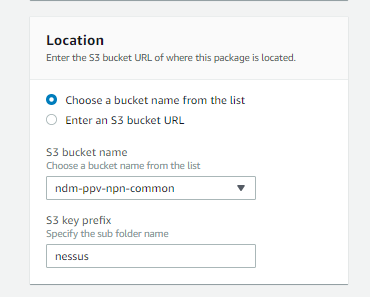 Location
Enter the S3 bucket URL of where this package is located.
Choose a bucket name from the list
Enter an S3 bucket URL
S3 bucket name
Choose a bucket name from the list
ndm-ppv-npn-common
S3 key prefix
Specify the sub folder name
nessus